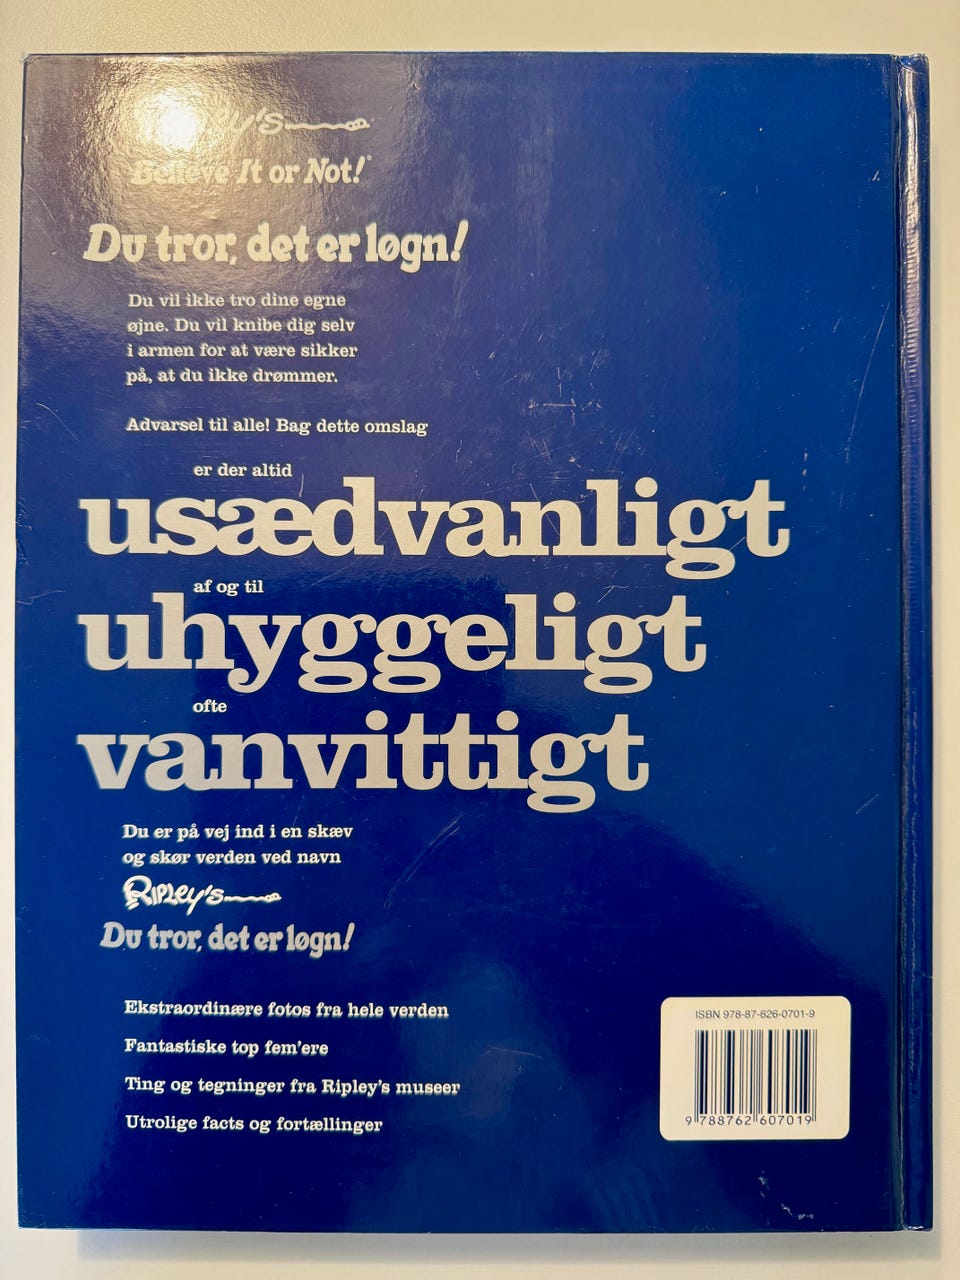 Believe It or Not!®
Du tror, det er løgn!
Du vil ikke tro dine egne
øjne. Du vil knibe dig selv
i armen for at være sikker
på, at du ikke drømmer.
Advarsel til alle! Bag dette omslag
er der altid
usædvanligt
af og til
uhyggeligt
ofte
vanvittigt
Du er på vej ind i en skæv
og skør verden ved navn
Ripley's
Du tror, det er løgn!
Ekstraordinære fotos fra hele verden
Fantastiske top fem'ere
Ting og tegninger fra Ripley's museer
Utrolige facts og fortællinger
ISBN 978-87-626-0701-9
9 788762 607019